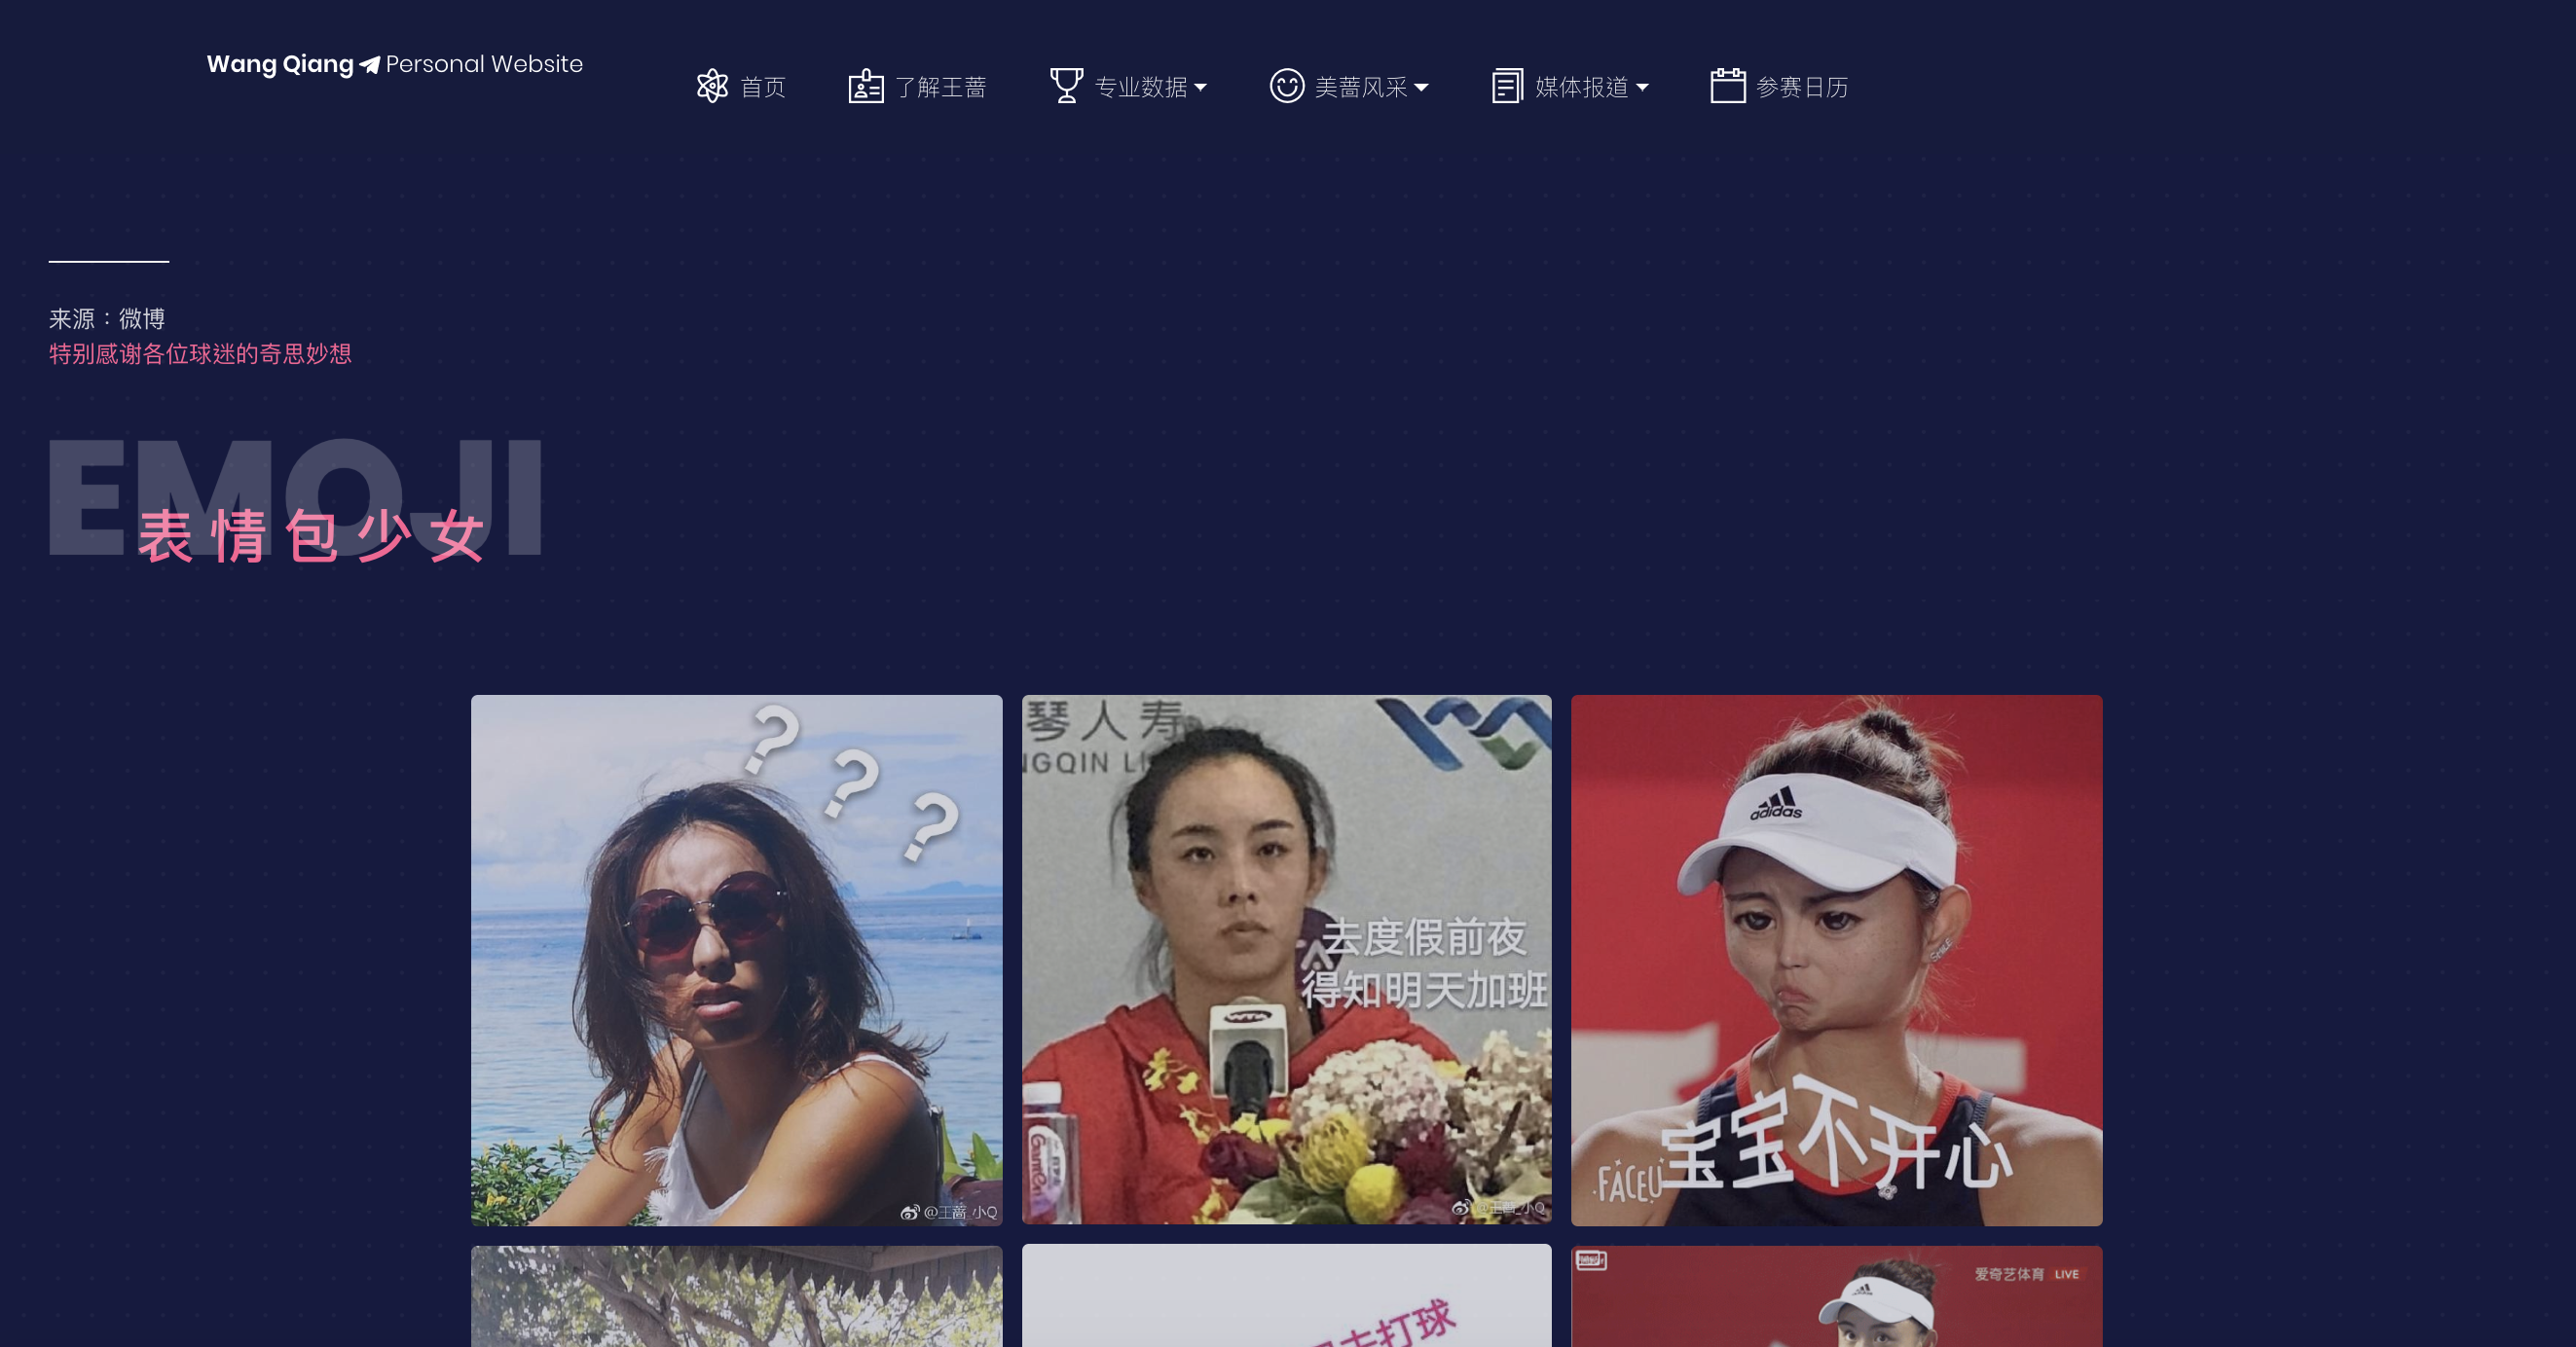 Wang Qiang Personal Website
首页
了解王蔷
专业数据
美蔷风采
媒体报道
参赛日历
来源：微博
特别感谢各位球迷的奇思妙想
EMOJI
表情包少女
? ? ?
@王蔷_小Q
琴人寿
NGQIN LI
去度假前夜
得知明天加班
WTA
@王蔷_小Q
adidas
SMILE
宝宝不开心
FACEU
去打球
爱奇艺体育 LIVE